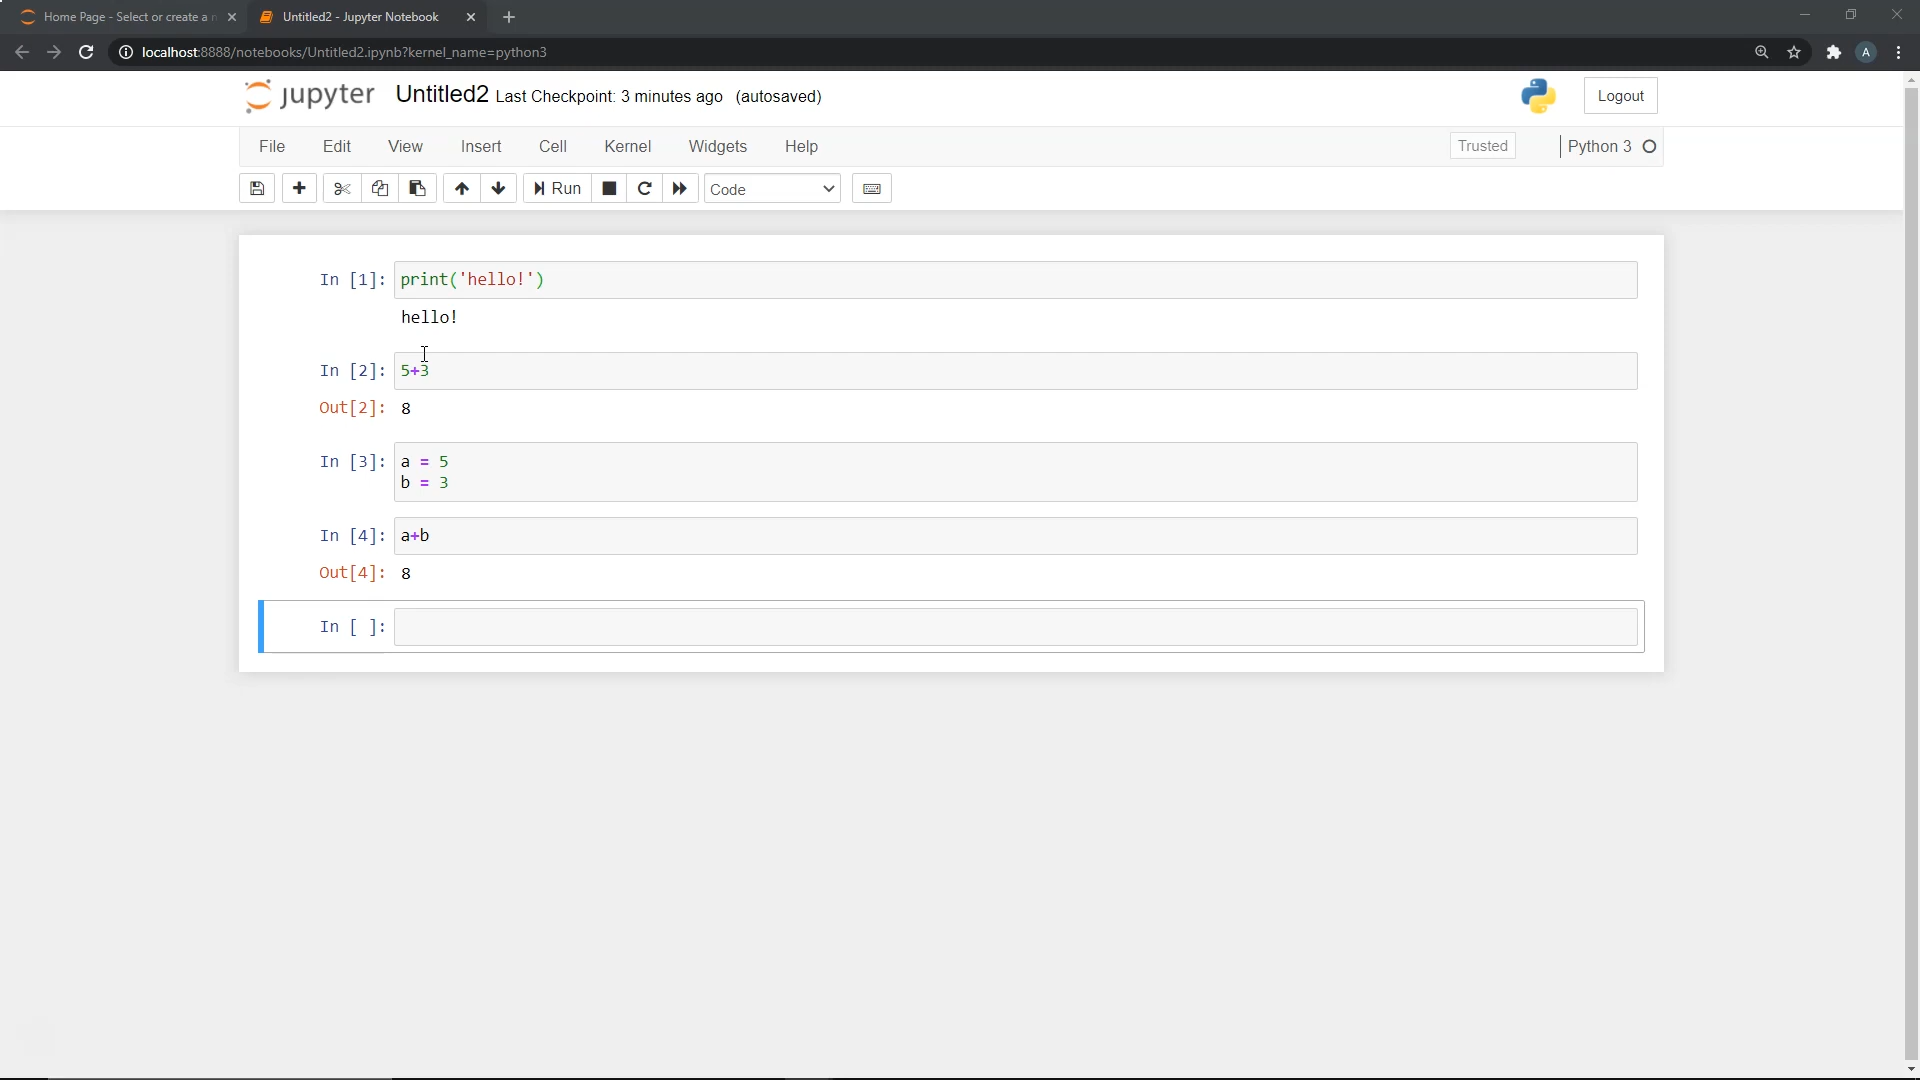 Home Page - Select or create a n
Untitled2 - Jupyter Notebook
localhost:8888/notebooks/Untitled2.ipynb?kernel_name=python3
A
jupyter Untitled2 Last Checkpoint: 3 minutes ago (autosaved)
Logout
File Edit View Insert Cell Kernel Widgets Help
Trusted
Python 3
Run
Code
In [1]: print('hello!')
hello!
In [2]: 5+3
Out[2]: 8
In [3]: a = 5
b = 3
In [4]: a+b
Out[4]: 8
In [ ]: